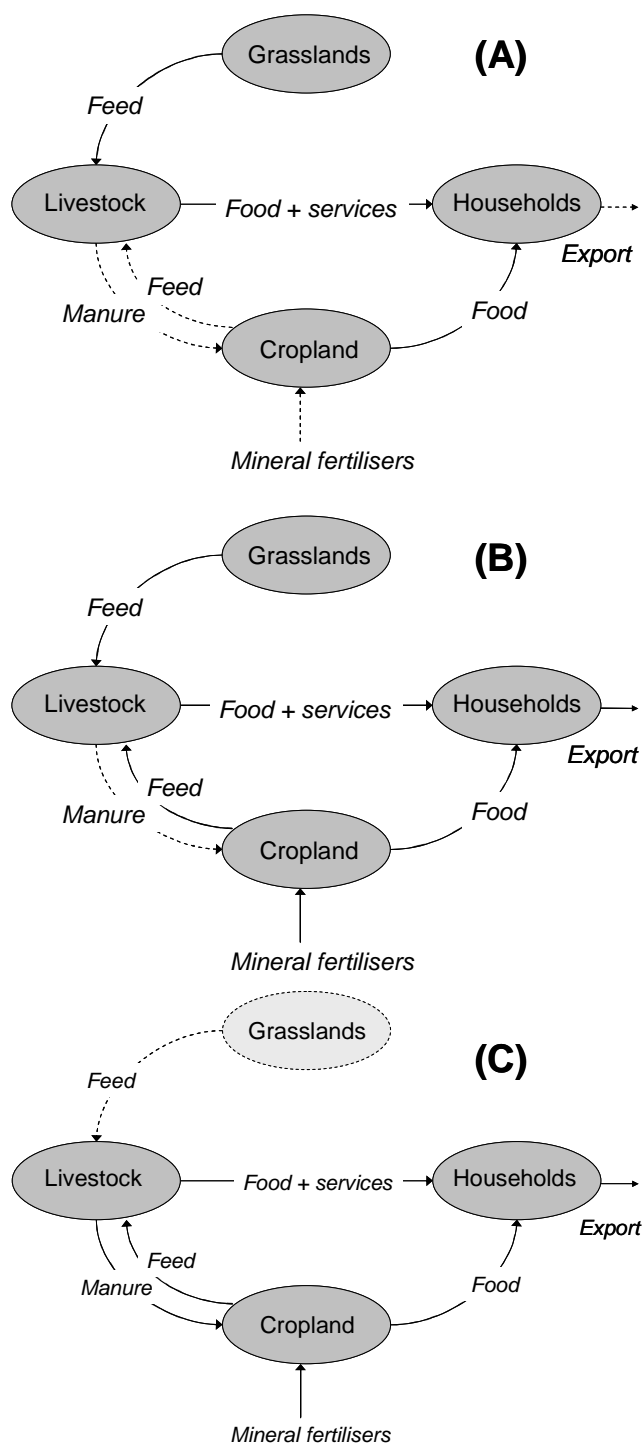 Grasslands
(A)
Feed
Livestock
Food + services
Households
Export
Feed
Manure
Food
Cropland
Mineral fertilisers
Grasslands
(B)
Feed
Livestock
Food + services
Households
Export
Feed
Manure
Food
Cropland
Mineral fertilisers
Grasslands
(C)
Feed
Livestock
Food + services
Households
Export
Feed
Manure
Food
Cropland
Mineral fertilisers